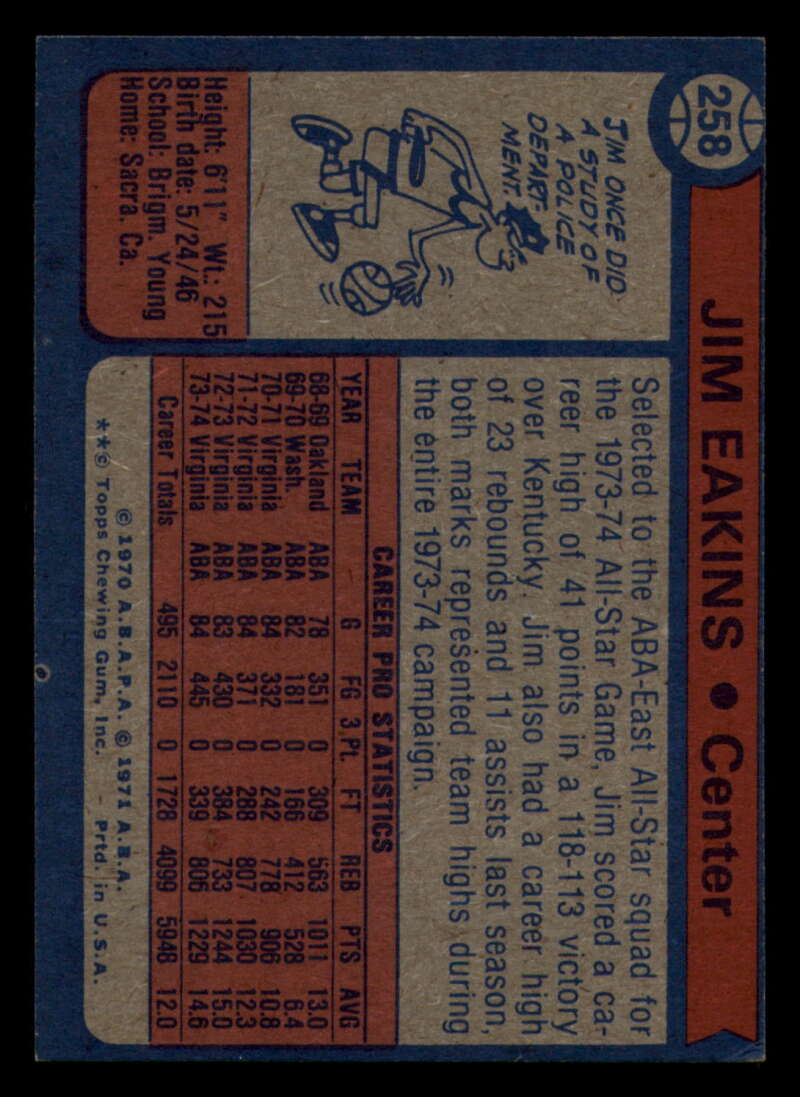 258
JIM EAKINS • Center
JIM ONCE DID
A STUDY OF
A POLICE
DEPART-
MENT.
Height: 6'11" Wt.: 215
Birth date: 5/24/46
School: Brigm. Young
Home: Sacra. Ca.
Selected to the ABA-East All-Star squad for
the 1973-74 All-Star Game, Jim scored a ca-
reer high of 41 points in a 118-113 victory
over Kentucky. Jim also had a career high
of 23 rebounds and 11 assists last season,
both marks represented team highs during
the entire 1973-74 campaign.
CAREER PRO STATISTICS
YEAR TEAM G FG 3 Pt. FT REB PTS AVG
68-69 Oakland ABA 78 351 0 309 563 1011 13.0
69-70 Wash. ABA 82 181 0 166 412 528 6.4
70-71 Virginia ABA 84 332 0 242 778 906 10.8
71-72 Virginia ABA 84 371 0 288 807 1030 12.3
72-73 Virginia ABA 83 430 0 384 733 1244 15.0
73-74 Virginia ABA 84 445 0 339 806 1229 14.6
Career Totals 495 2110 0 1728 4099 5948 12.0
© 1970 A.B.A.P.A. © 1971 A.B.A.
**© Topps Chewing Gum, Inc. - Prtd. in U.S.A.